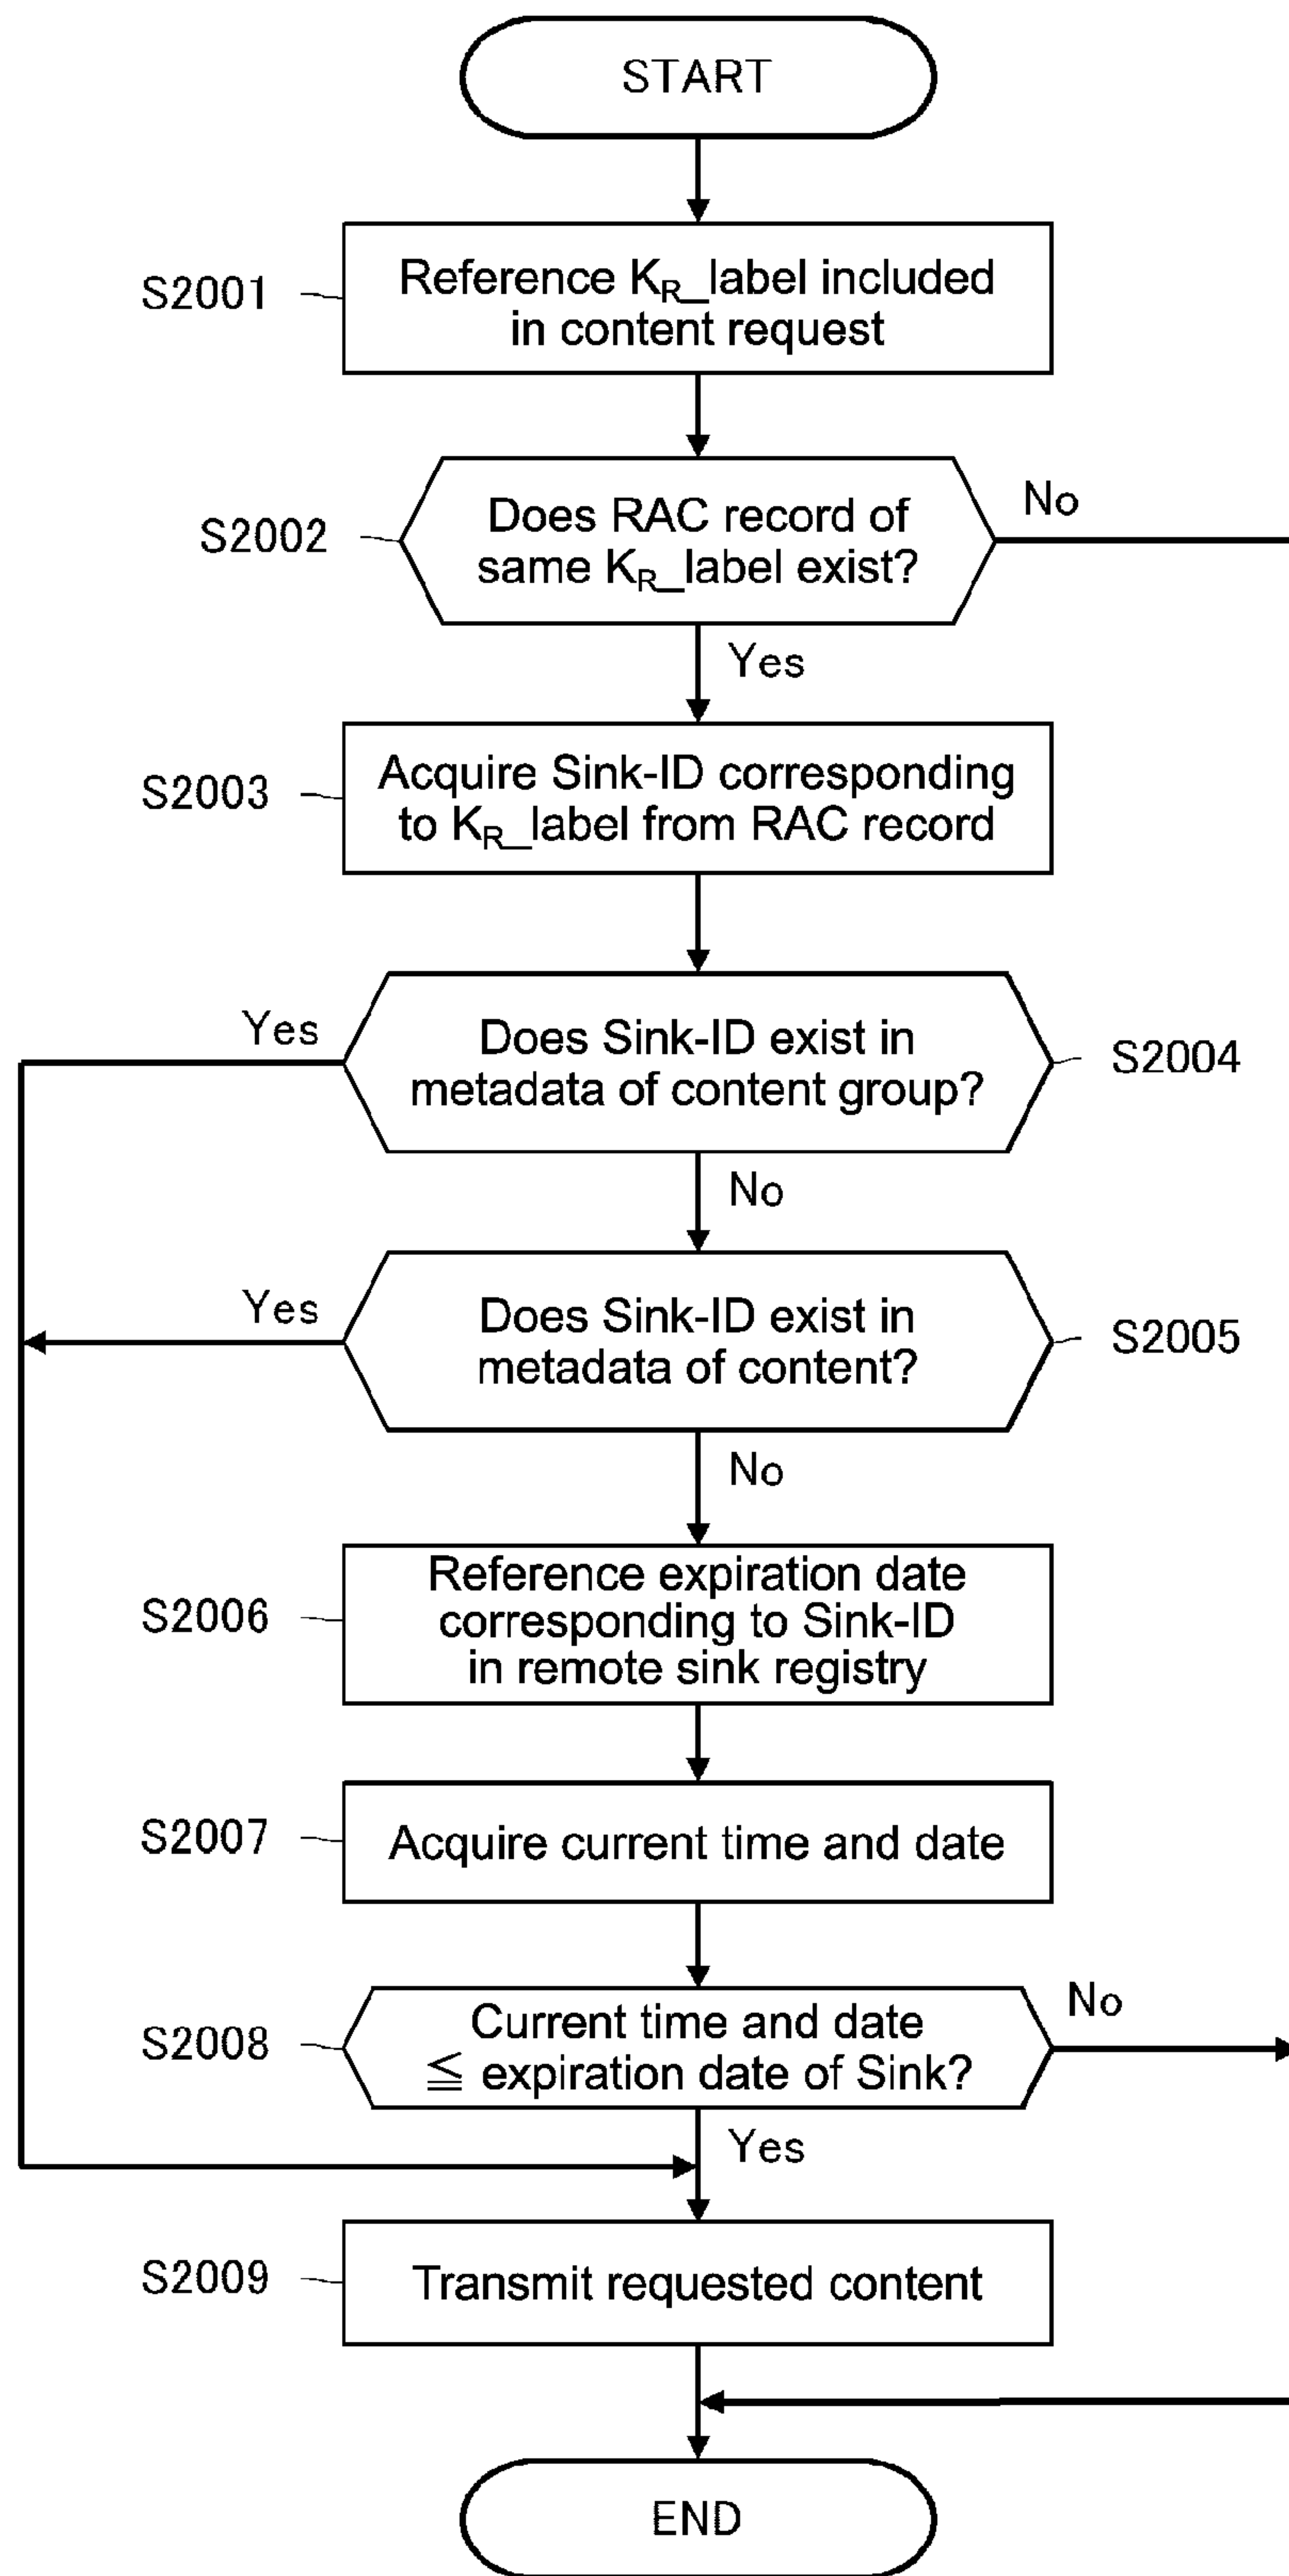 START
S2001
Reference KR_label included
in content request
S2002
Does RAC record of
same KR_label exist?
No
Yes
S2003
Acquire Sink-ID corresponding
to KR_label from RAC record
Yes
Does Sink-ID exist in
metadata of content group?
S2004
No
Yes
Does Sink-ID exist in
metadata of content?
S2005
No
S2006
Reference expiration date
corresponding to Sink-ID
in remote sink registry
S2007
Acquire current time and date
S2008
Current time and date
≦ expiration date of Sink?
No
Yes
S2009
Transmit requested content
END